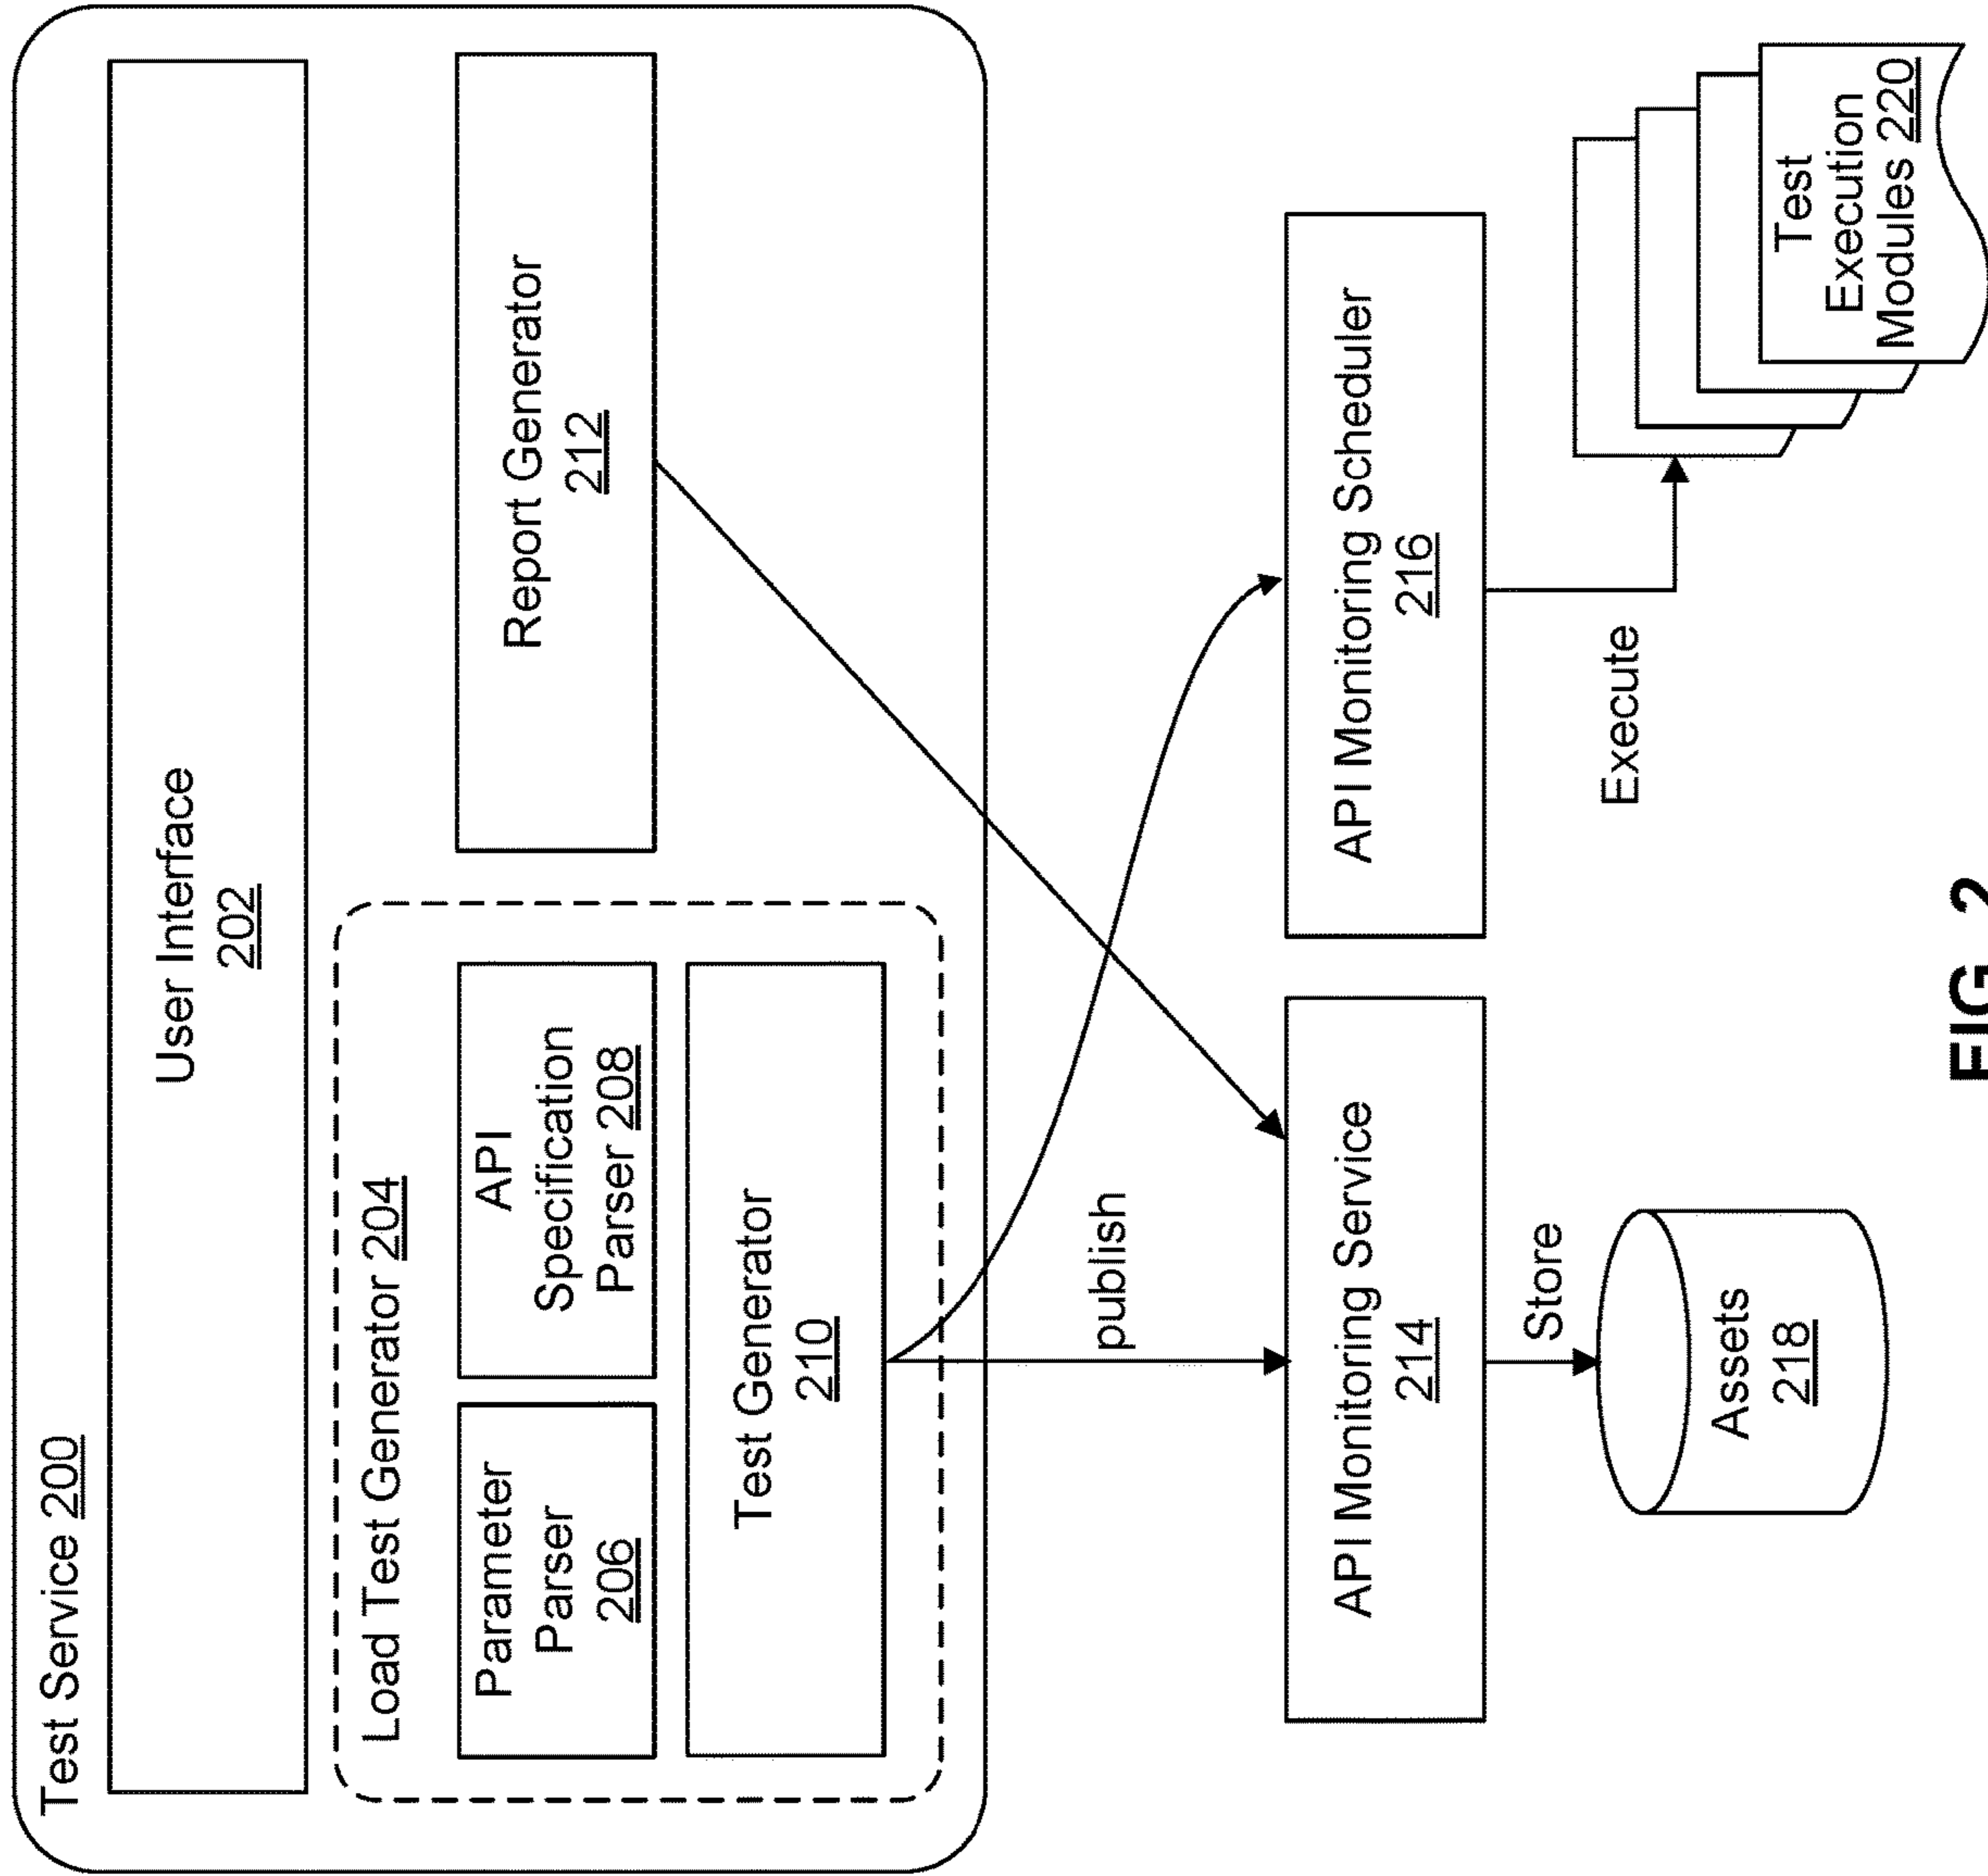 Test Service 200
User Interface
202
Load Test Generator 204
Parameter
Parser
206
API
Specification
Parser 208
Test Generator
210
Report Generator
212
publish
API Monitoring Service
214
API Monitoring Scheduler
216
Store
Execute
Assets
218
Test
Execution
Modules 220
FIG. 2